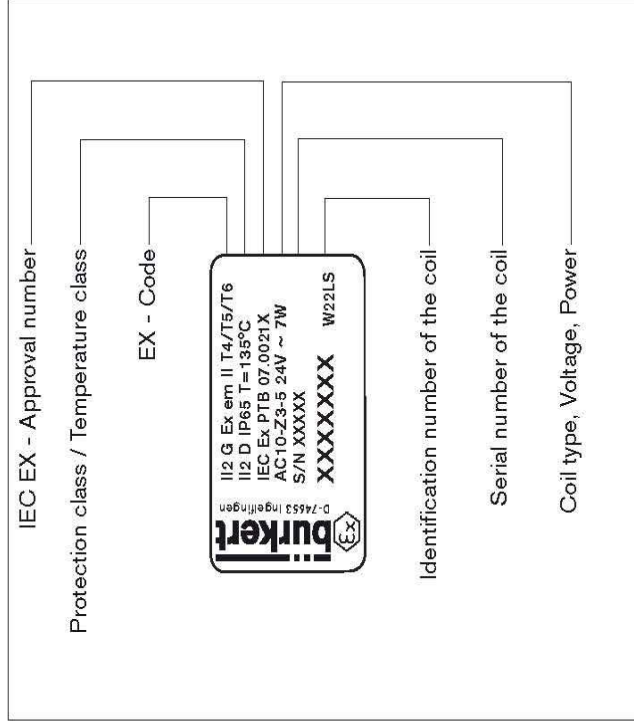 IEC EX - Approval number
Protection class / Temperature class
EX - Code
bürkert
D-74653 Ingelfingen
Ex
II2 G Ex em II T4/T5/T6
II2 D IP65 T=135°C
IEC Ex PTB 07.0021X
AC10-Z3-5 24V ~ 7W
S/N XXXXX
XXXXXXXX W22LS
Identification number of the coil
Serial number of the coil
Coil type, Voltage, Power